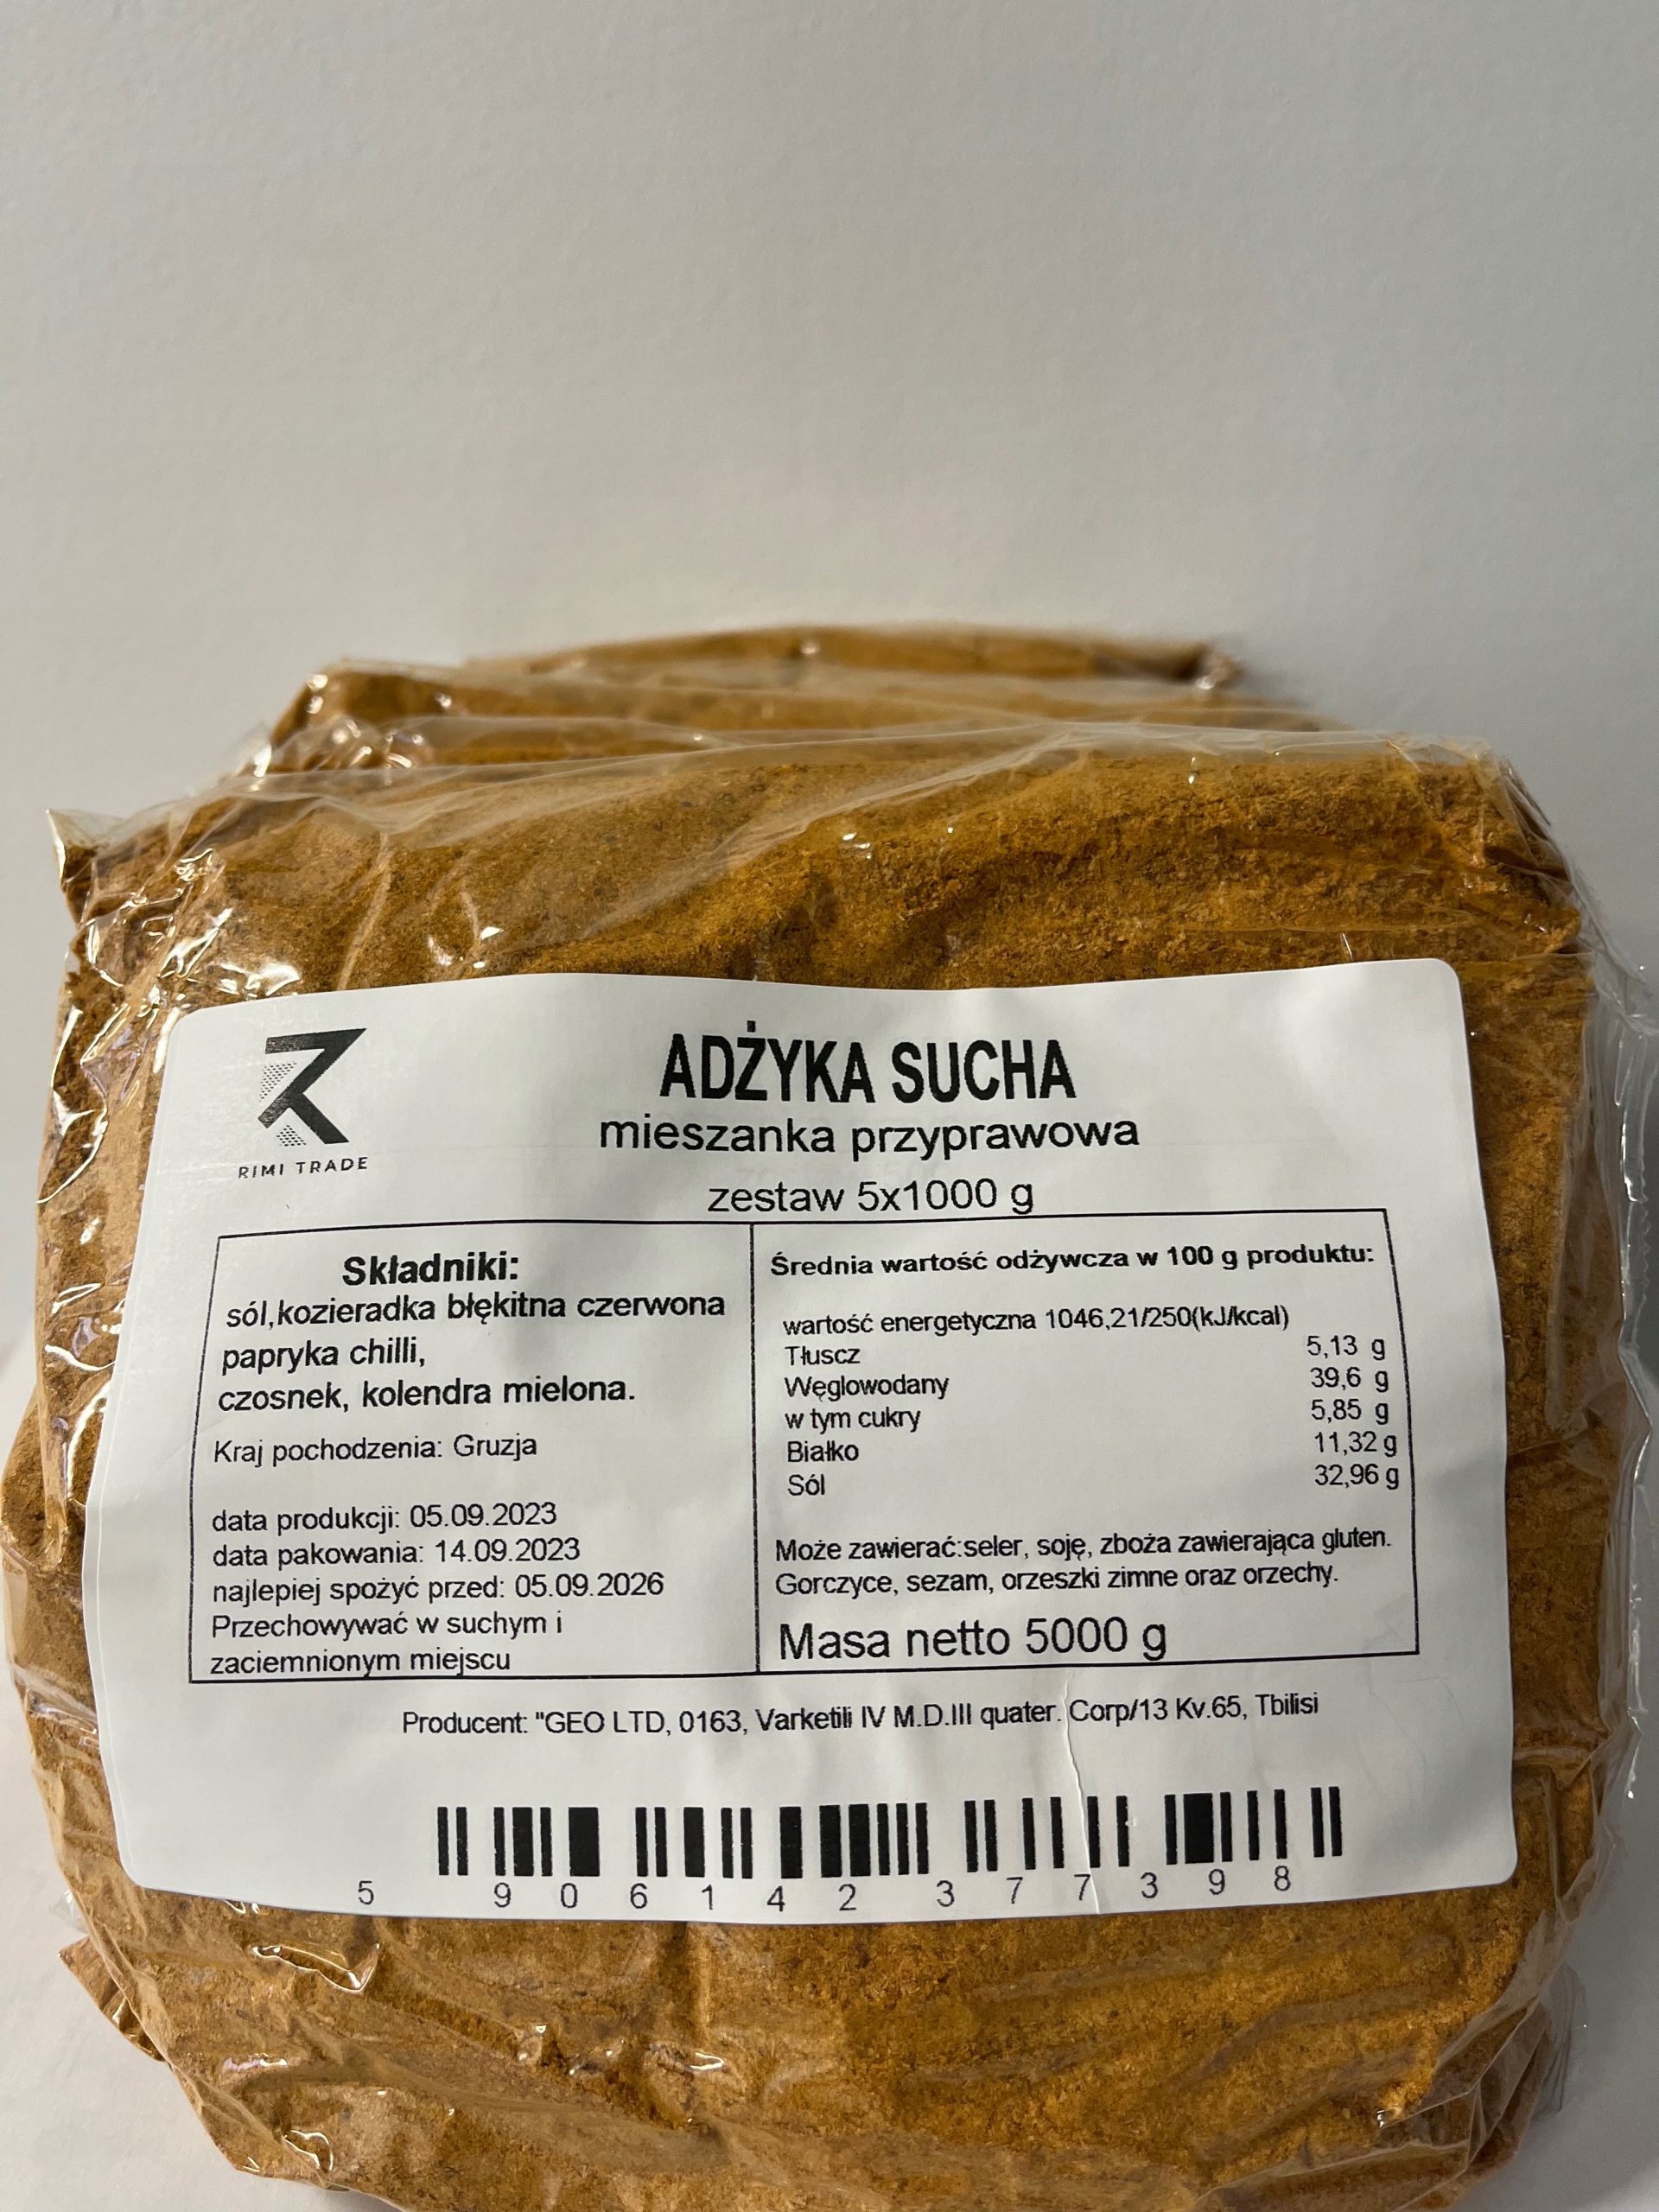 RIMI TRADE
ADŻYKA SUCHA
mieszanka przyprawowa
zestaw 5x1000 g
Składniki:
sól,kozieradka błękitna czerwona
papryka chilli,
czosnek, kolendra mielona.
Kraj pochodzenia: Gruzja
data produkcji: 05.09.2023
data pakowania: 14.09.2023
najlepiej spożyć przed: 05.09.2026
Przechowywać w suchym i
zaciemnionym miejscu
Średnia wartość odżywcza w 100 g produktu:
wartość energetyczna 1046,21/250(kJ/kcal)
Tłuscz 5,13 g
Węglowodany 39,6 g
w tym cukry 5,85 g
Białko 11,32 g
Sól 32,96 g
Może zawierać:seler, soję, zboża zawierająca gluten.
Gorczyce, sezam, orzeszki zimne oraz orzechy.
Masa netto 5000 g
Producent: "GEO LTD, 0163, Varketili IV M.D.III quater. Corp/13 Kv.65, Tbilisi
5 906142 377398